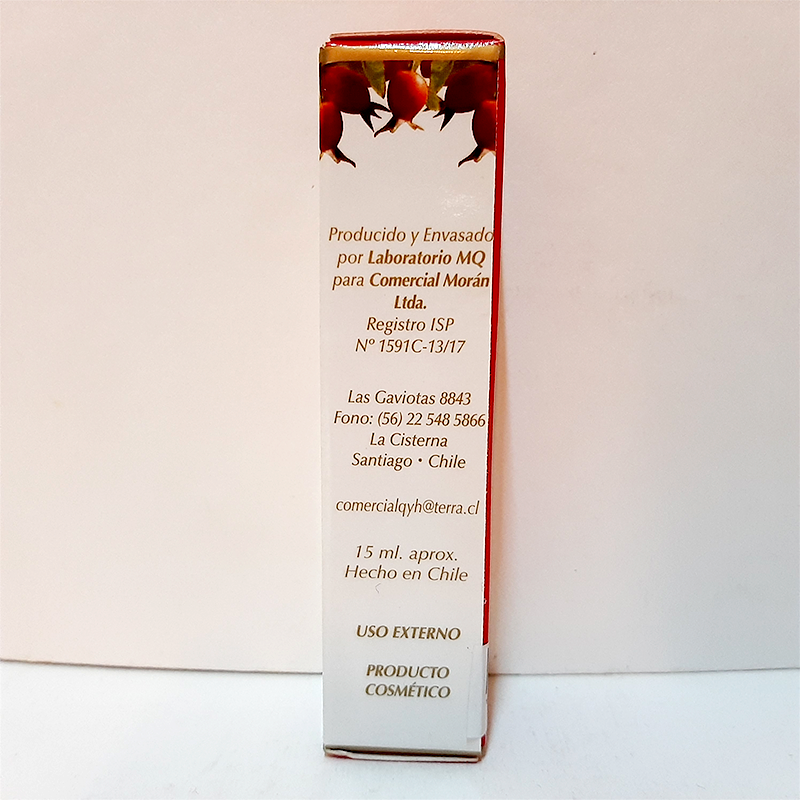 Producido y Envasado
por Laboratorio MQ
para Comercial Morán
Ltda.
Registro ISP
Nº 1591C-13/17
Las Gaviotas 8843
Fono: (56) 22 548 5866
La Cisterna
Santiago • Chile
comercialqyh@terra.cl
15 ml. aprox.
Hecho en Chile
USO EXTERNO
PRODUCTO
COSMÉTICO